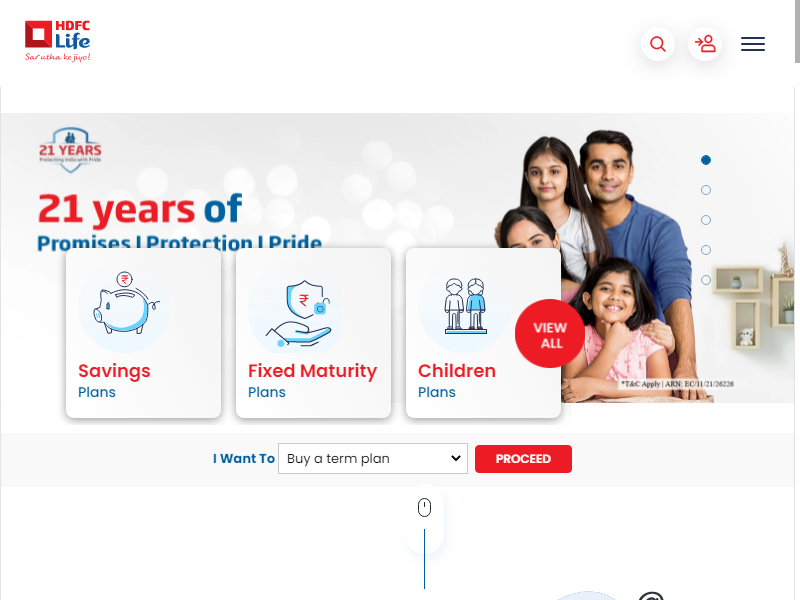 HDFC
Life
Sar utha ke jiyo!
21 YEARS
Protecting India with Pride
21 years of
Promises | Protection | Pride
Savings
Plans
Fixed Maturity
Plans
Children
Plans
VIEW
ALL
*T&C Apply | ARN: EC/11/21/26226
I Want To
Buy a term plan
PROCEED